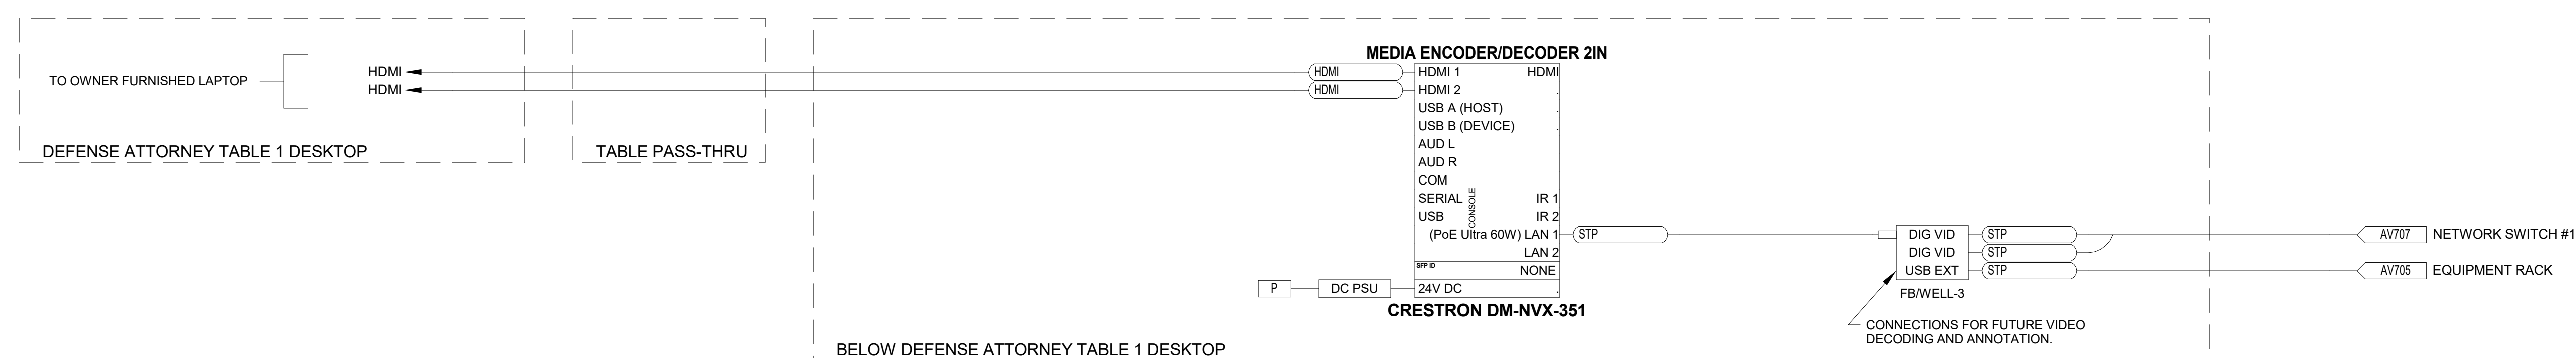 TO OWNER FURNISHED LAPTOP
HDMI
HDMI
DEFENSE ATTORNEY TABLE 1 DESKTOP
TABLE PASS-THRU
MEDIA ENCODER/DECODER 2IN
HDMI HDMI 1 HDMI
HDMI HDMI 2 .
USB A (HOST) .
USB B (DEVICE) .
AUD L
AUD R
COM
SERIAL IR 1
CONSOLE
USB IR 2
(PoE Ultra 60W) LAN 1 STP
LAN 2
SFP ID NONE
P DC PSU 24V DC .
CRESTRON DM-NVX-351
BELOW DEFENSE ATTORNEY TABLE 1 DESKTOP
DIG VID STP AV707 NETWORK SWITCH #1
DIG VID STP
USB EXT STP AV705 EQUIPMENT RACK
FB/WELL-3
CONNECTIONS FOR FUTURE VIDEO
DECODING AND ANNOTATION.